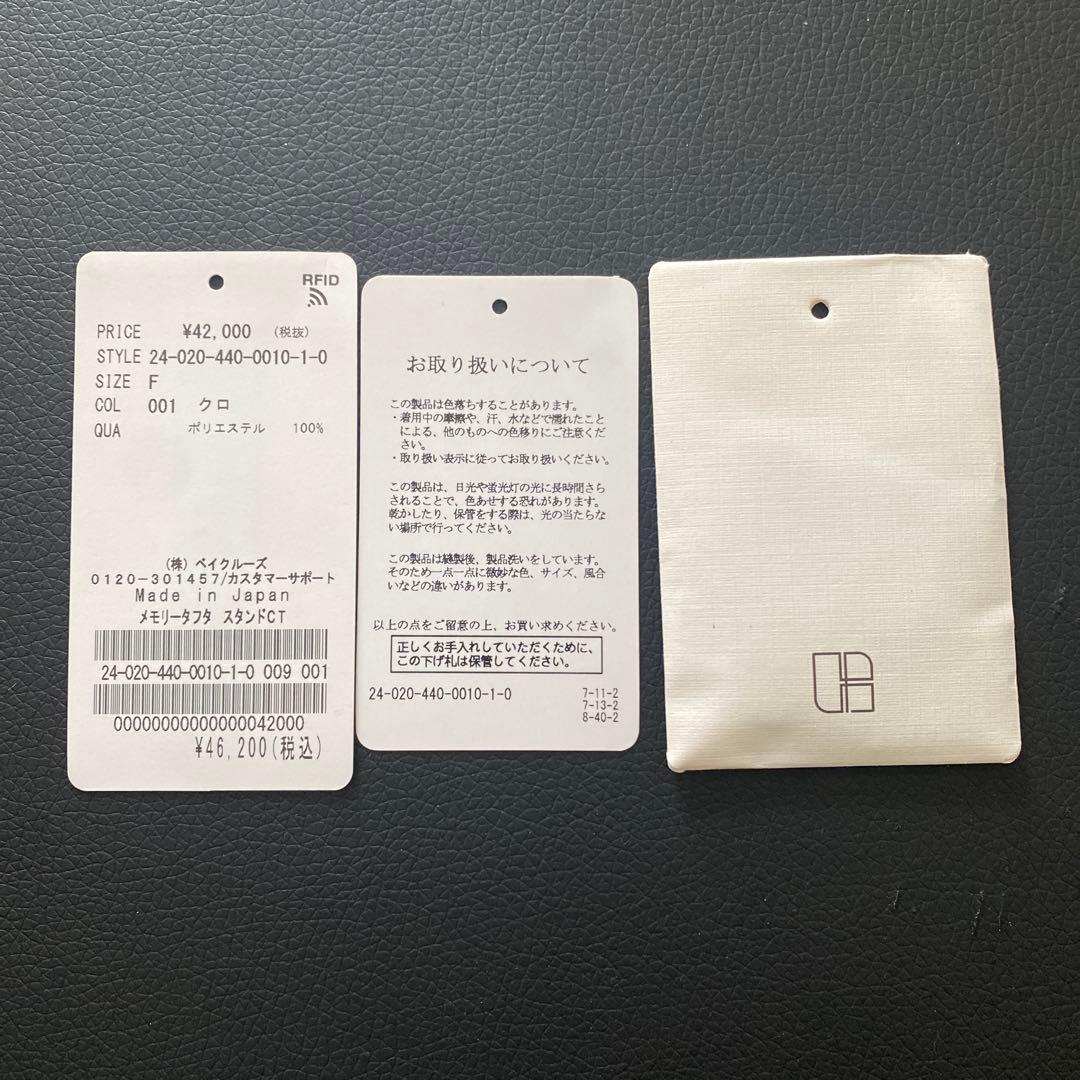 RFID
PRICE ¥42,000 (税抜)
STYLE 24-020-440-0010-1-0
SIZE F
COL 001 クロ
QUA ポリエステル 100%
(株) ベイクルーズ
0120-301457/カスタマーサポート
Made in Japan
メモリータフタ スタンドCT
24-020-440-0010-1-0 009 001
00000000000000042000
¥46,200(税込)
お取り扱いについて
この製品は色落ちすることがあります。
・着用中の摩擦や、汗、水などで濡れたこと
による、他のものへの色移りにご注意くだ
さい。
・取り扱い表示に従ってお取り扱いください。
この製品は、日光や蛍光灯の光に長時間さら
されることで、色あせする恐れがあります。
乾かしたり、保管をする際は、光の当たらな
い場所で行ってください。
この製品は縫製後、製品洗いをしています。
そのため一点一点に微妙な色、サイズ、風合
いなどの違いがあります。
以上の点をご留意の上、お買い求めください。
正しくお手入れしていただくために、
この下げ札は保管してください。
24-020-440-0010-1-0 7-11-2
7-13-2
8-40-2